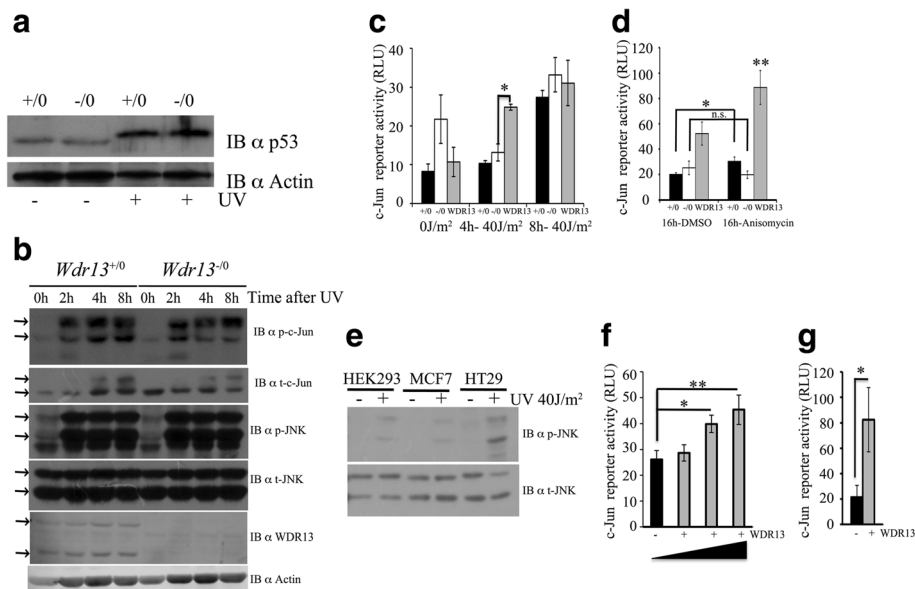 a
+/0 -/0 +/0 -/0
IB α p53
IB α Actin
- - + + UV
b
Wdr13+/0 Wdr13-/0
0h 2h 4h 8h 0h 2h 4h 8h Time after UV
IB α p-c-Jun
IB α t-c-Jun
IB α p-JNK
IB α t-JNK
IB α WDR13
IB α Actin
c
c-Jun reporter activity (RLU)
40
30
20
10
0
*
+/0 -/0 WDR13 +/0 -/0 WDR13 +/0 -/0 WDR13
0J/m² 4h- 40J/m² 8h- 40J/m²
d
c-Jun reporter activity (RLU)
120
100
80
60
40
20
0
**
*
n.s.
+/0 -/0 WDR13 +/0 -/0 WDR13
16h-DMSO 16h-Anisomycin
e
HEK293 MCF7 HT29
- + - + - + UV 40J/m²
IB α p-JNK
IB α t-JNK
f
c-Jun reporter activity (RLU)
60
50
40
30
20
10
0
**
*
- + + + WDR13
g
c-Jun reporter activity (RLU)
120
100
80
60
40
20
0
*
- + WDR13